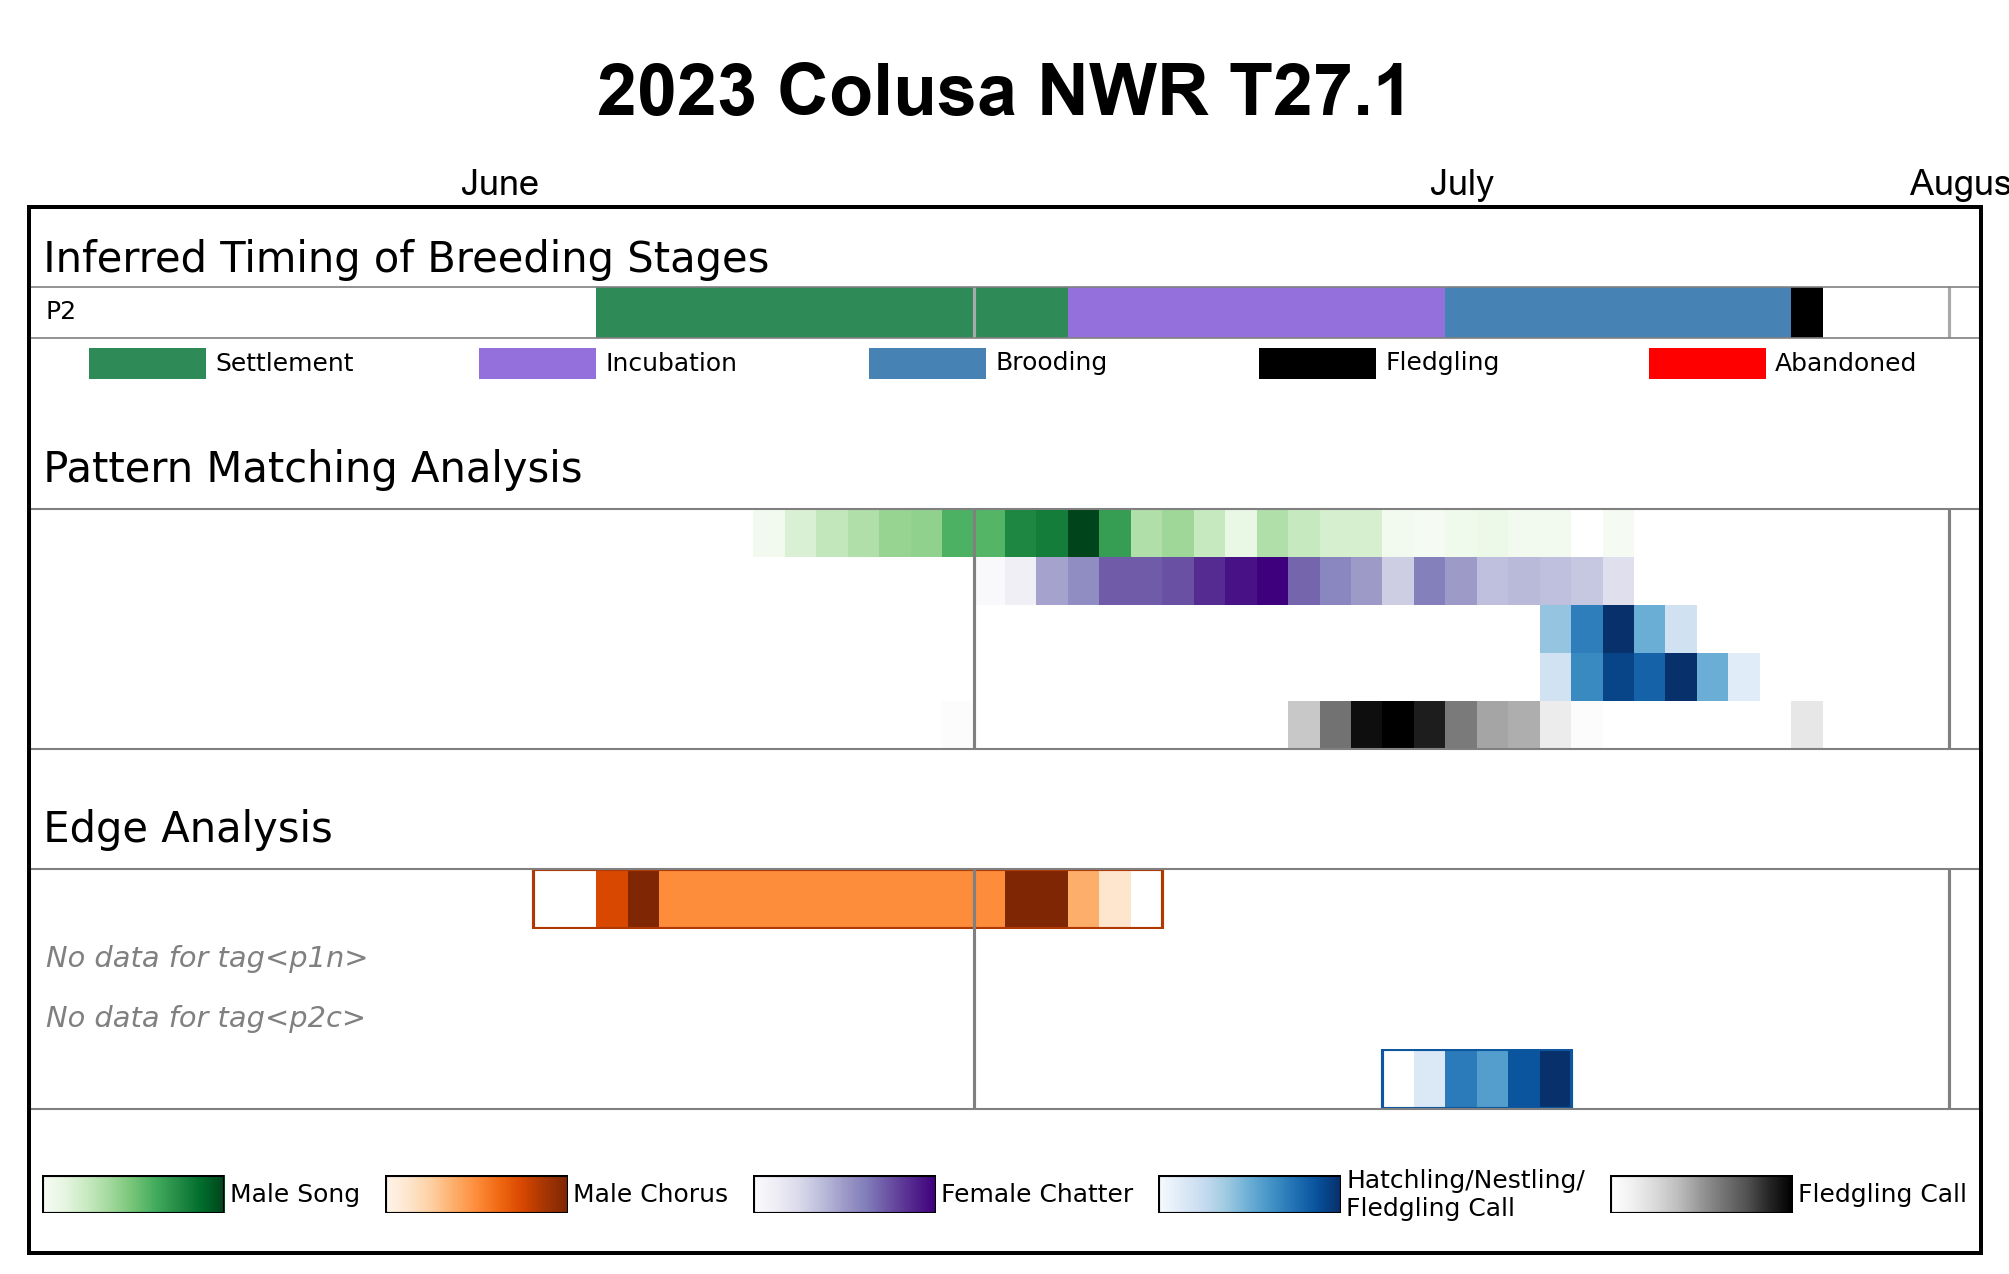 2023 Colusa NWR T27.1
June July Augus
Inferred Timing of Breeding Stages
P2
Settlement Incubation Brooding Fledgling Abandoned
Pattern Matching Analysis
Edge Analysis
No data for tag<p1n>
No data for tag<p2c>
Male Song Male Chorus Female Chatter Hatchling/Nestling/
Fledgling Call Fledgling Call